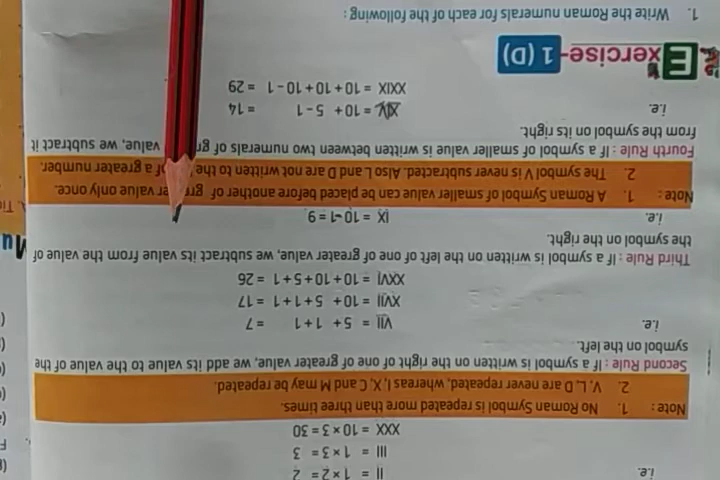 i.e. II = 1 × 2 = 2
III = 1 × 3 = 3
XXX = 10 × 3 = 30
Note : 1. No Roman Symbol is repeated more than three times.
2. V, L, D are never repeated, whereas I, X, C and M may be repeated.
Second Rule : If a symbol is written on the right of one of greater value, we add its value to the value of the
symbol on the left.
i.e. VII = 5 + 1 + 1 = 7
XVII = 10 + 5 + 1 + 1 = 17
XXVI = 10 + 10 + 5 + 1 = 26
Third Rule : If a symbol is written on the left of one of greater value, we subtract its value from the value of
the symbol on the right.
i.e. IX = 10 - 1 = 9
Note : 1. A Roman Symbol of smaller value can be placed before another of greater value only once.
2. The symbol V is never subtracted. Also L and D are not written to the of a greater number.
Fourth Rule : If a symbol of smaller value is written between two numerals of value, we subtract it
from the symbol on its right.
i.e. XIV = 10 + 5 - 1 = 14
XXIX = 10 + 10 + 10 - 1 = 29
Exercise-1 (D)
1. Write the Roman numerals for each of the following :